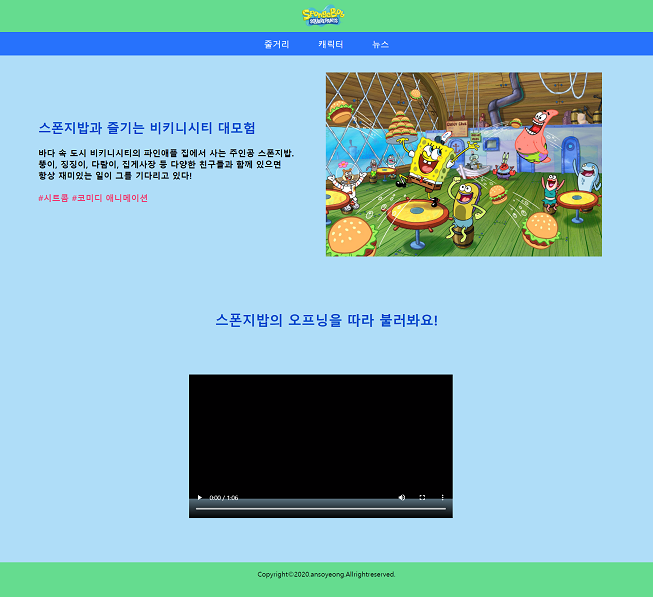 SpongeBob
SQUAREPANTS
줄거리 캐릭터 뉴스
스폰지밥과 즐기는 비키니시티 대모험
바다 속 도시 비키니시티의 파인애플 집에서 사는 주인공 스폰지밥.
뚱이, 징징이, 다람이, 집게사장 등 다양한 친구들과 함께 있으면
항상 재미있는 일이 그를 기다리고 있다!
#시트콤 #코미디 애니메이션
스폰지밥의 오프닝을 따라 불러봐요!
0:00 / 1:06
Copyright©2020.ansoyeong.Allrightreserved.